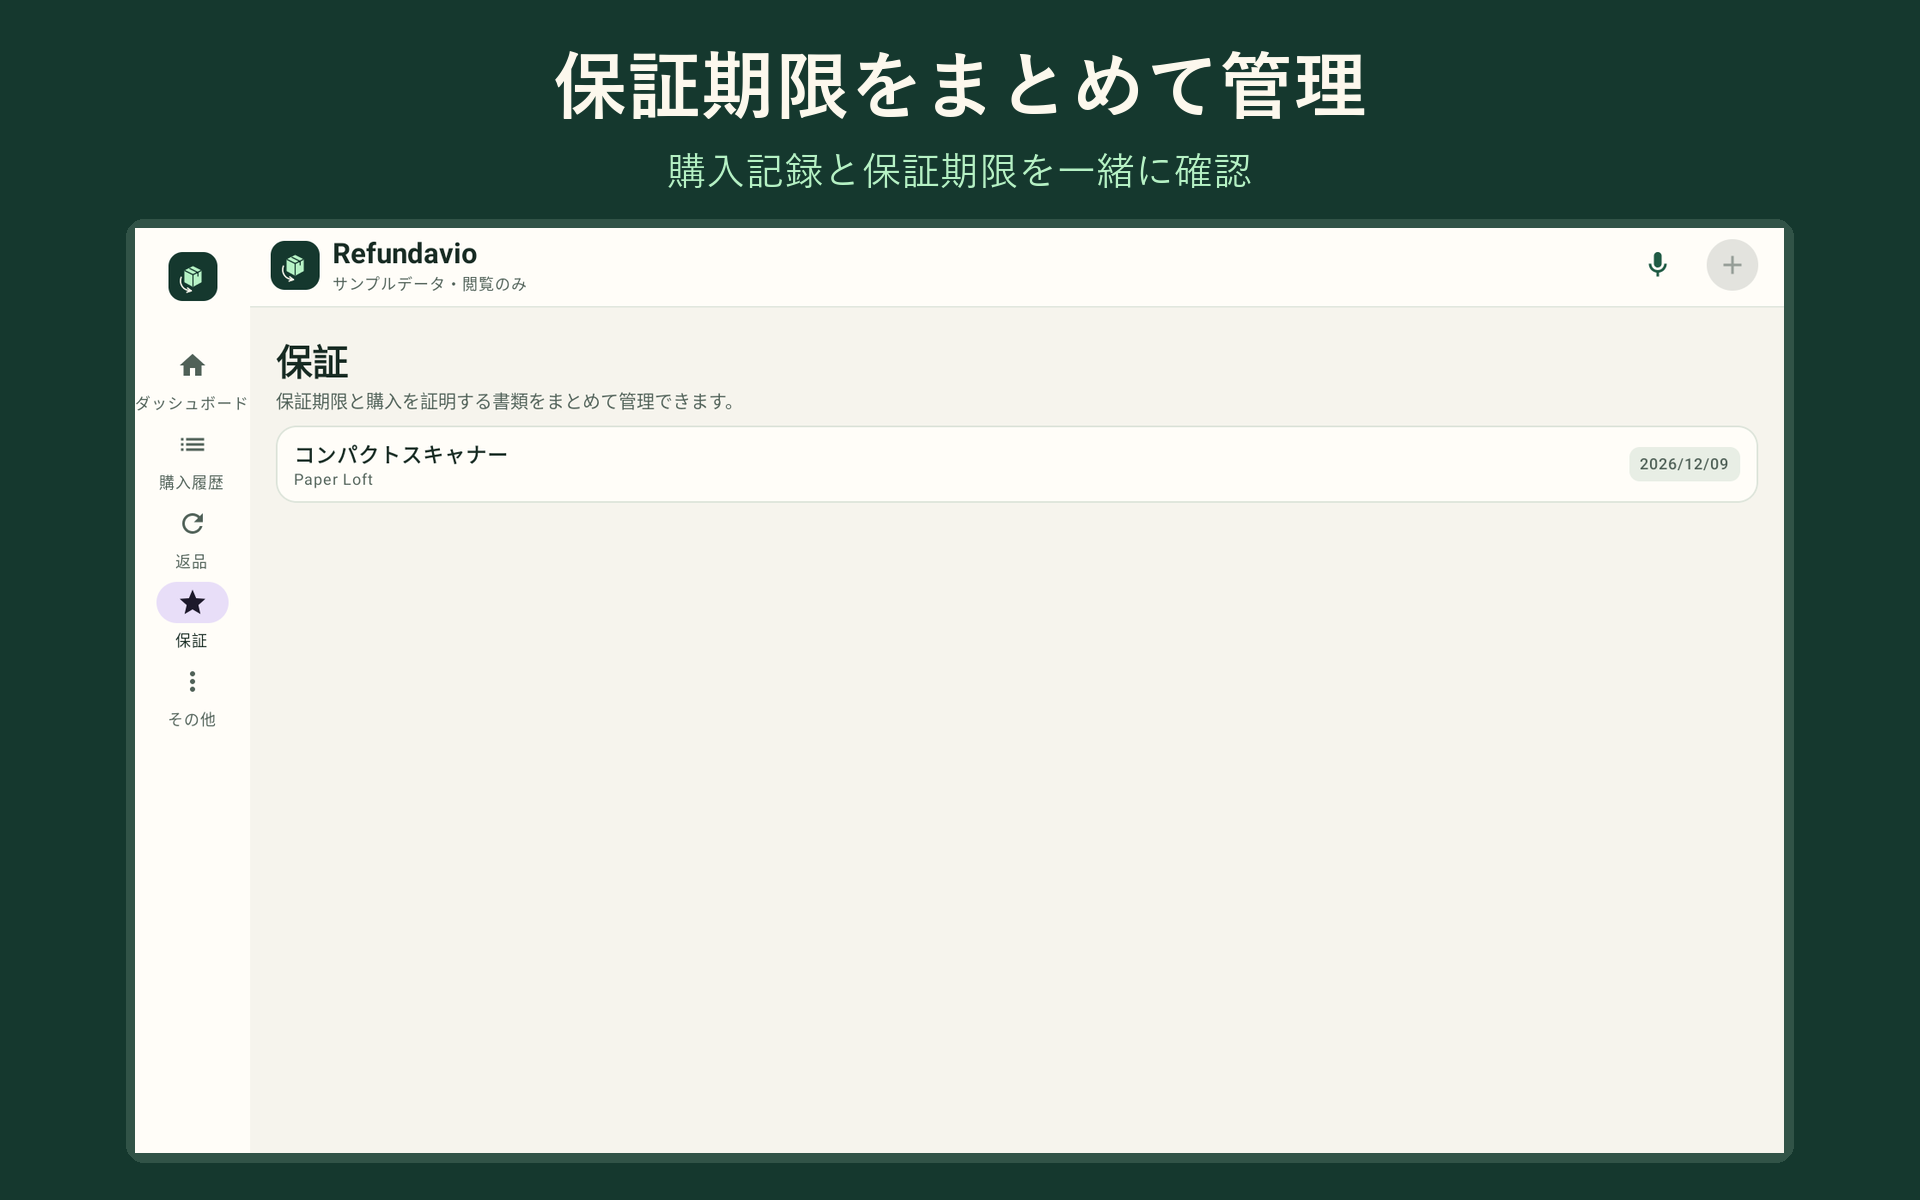 保証期限をまとめて管理
購入記録と保証期限を一緒に確認
Refundavio
サンプルデータ・閲覧のみ
ダッシュボード
購入履歴
返品
保証
その他
保証
保証期限と購入を証明する書類をまとめて管理できます。
コンパクトスキャナー
Paper Loft
2026/12/09